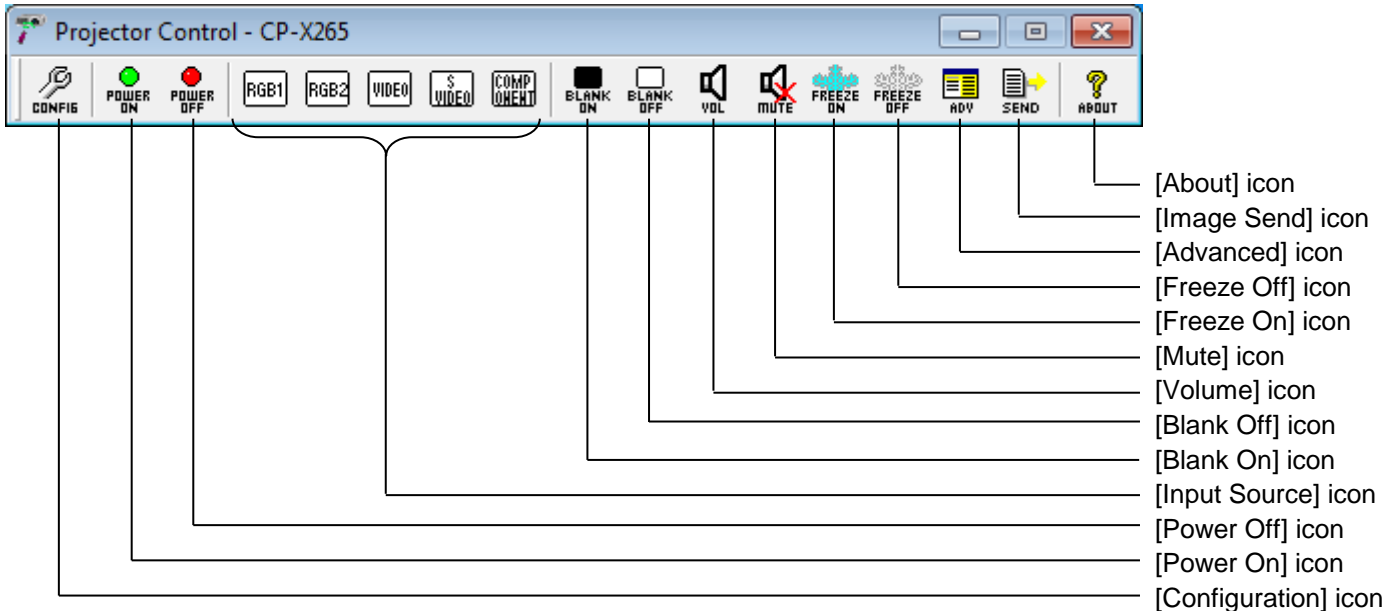 Projector Control - CP-X265
CONFIG
POWER ON
POWER OFF
RGB1
RGB2
VIDEO
S VIDEO
COMP ONENT
BLANK ON
BLANK OFF
VOL
MUTE
FREEZE ON
FREEZE OFF
ADV
SEND
ABOUT
[About] icon
[Image Send] icon
[Advanced] icon
[Freeze Off] icon
[Freeze On] icon
[Mute] icon
[Volume] icon
[Blank Off] icon
[Blank On] icon
[Input Source] icon
[Power Off] icon
[Power On] icon
[Configuration] icon